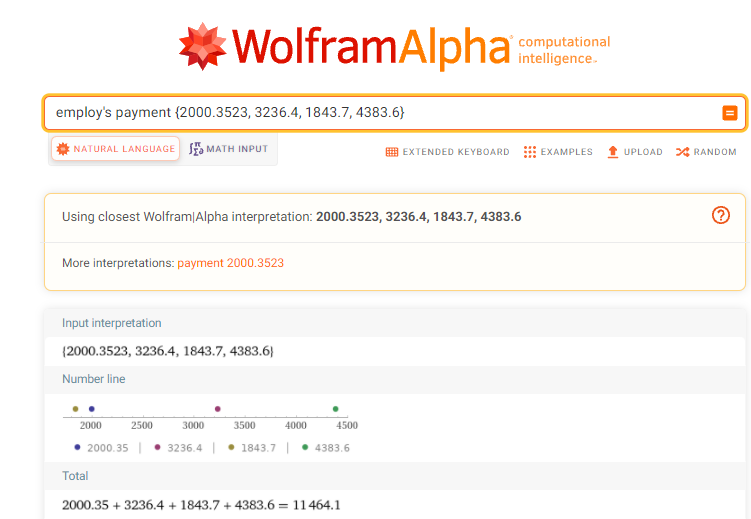 WolframAlpha computational
intelligence.
employ's payment {2000.3523, 3236.4, 1843.7, 4383.6}
NATURAL LANGUAGE MATH INPUT EXTENDED KEYBOARD EXAMPLES UPLOAD RANDOM
Using closest Wolfram|Alpha interpretation: 2000.3523, 3236.4, 1843.7, 4383.6
More interpretations: payment 2000.3523
Input interpretation
{2000.3523, 3236.4, 1843.7, 4383.6}
Number line
2000 2500 3000 3500 4000 4500
2000.35 | 3236.4 | 1843.7 | 4383.6
Total
2000.35 + 3236.4 + 1843.7 + 4383.6 = 11464.1